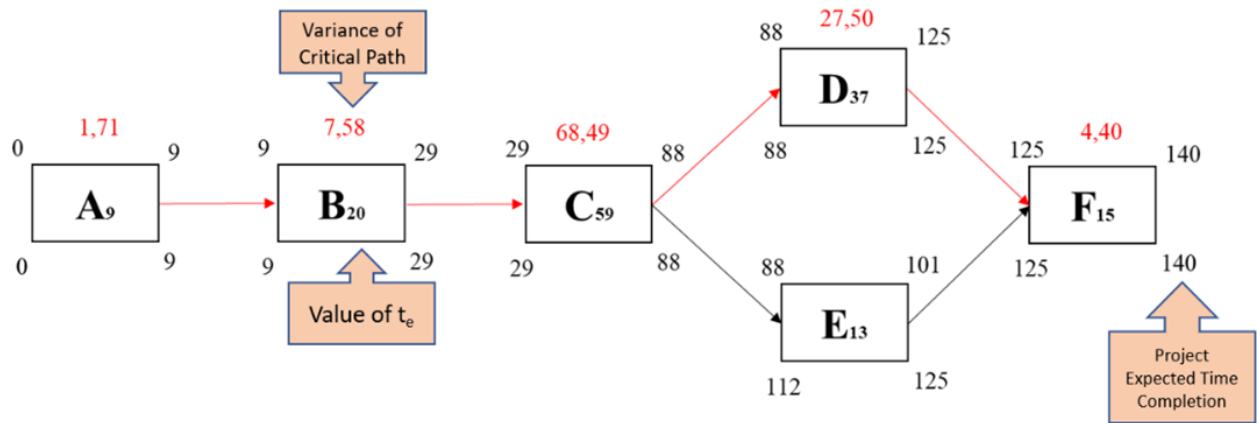 Variance of
Critical Path
88
27,50
125
D37
88
125
0
1,71
9
9
7,58
29
29
68,49
88
125
4,40
140
A9
B20
C59
F15
0
9
9
29
29
88
125
140
Value of te
88
101
E13
112
125
Project
Expected Time
Completion